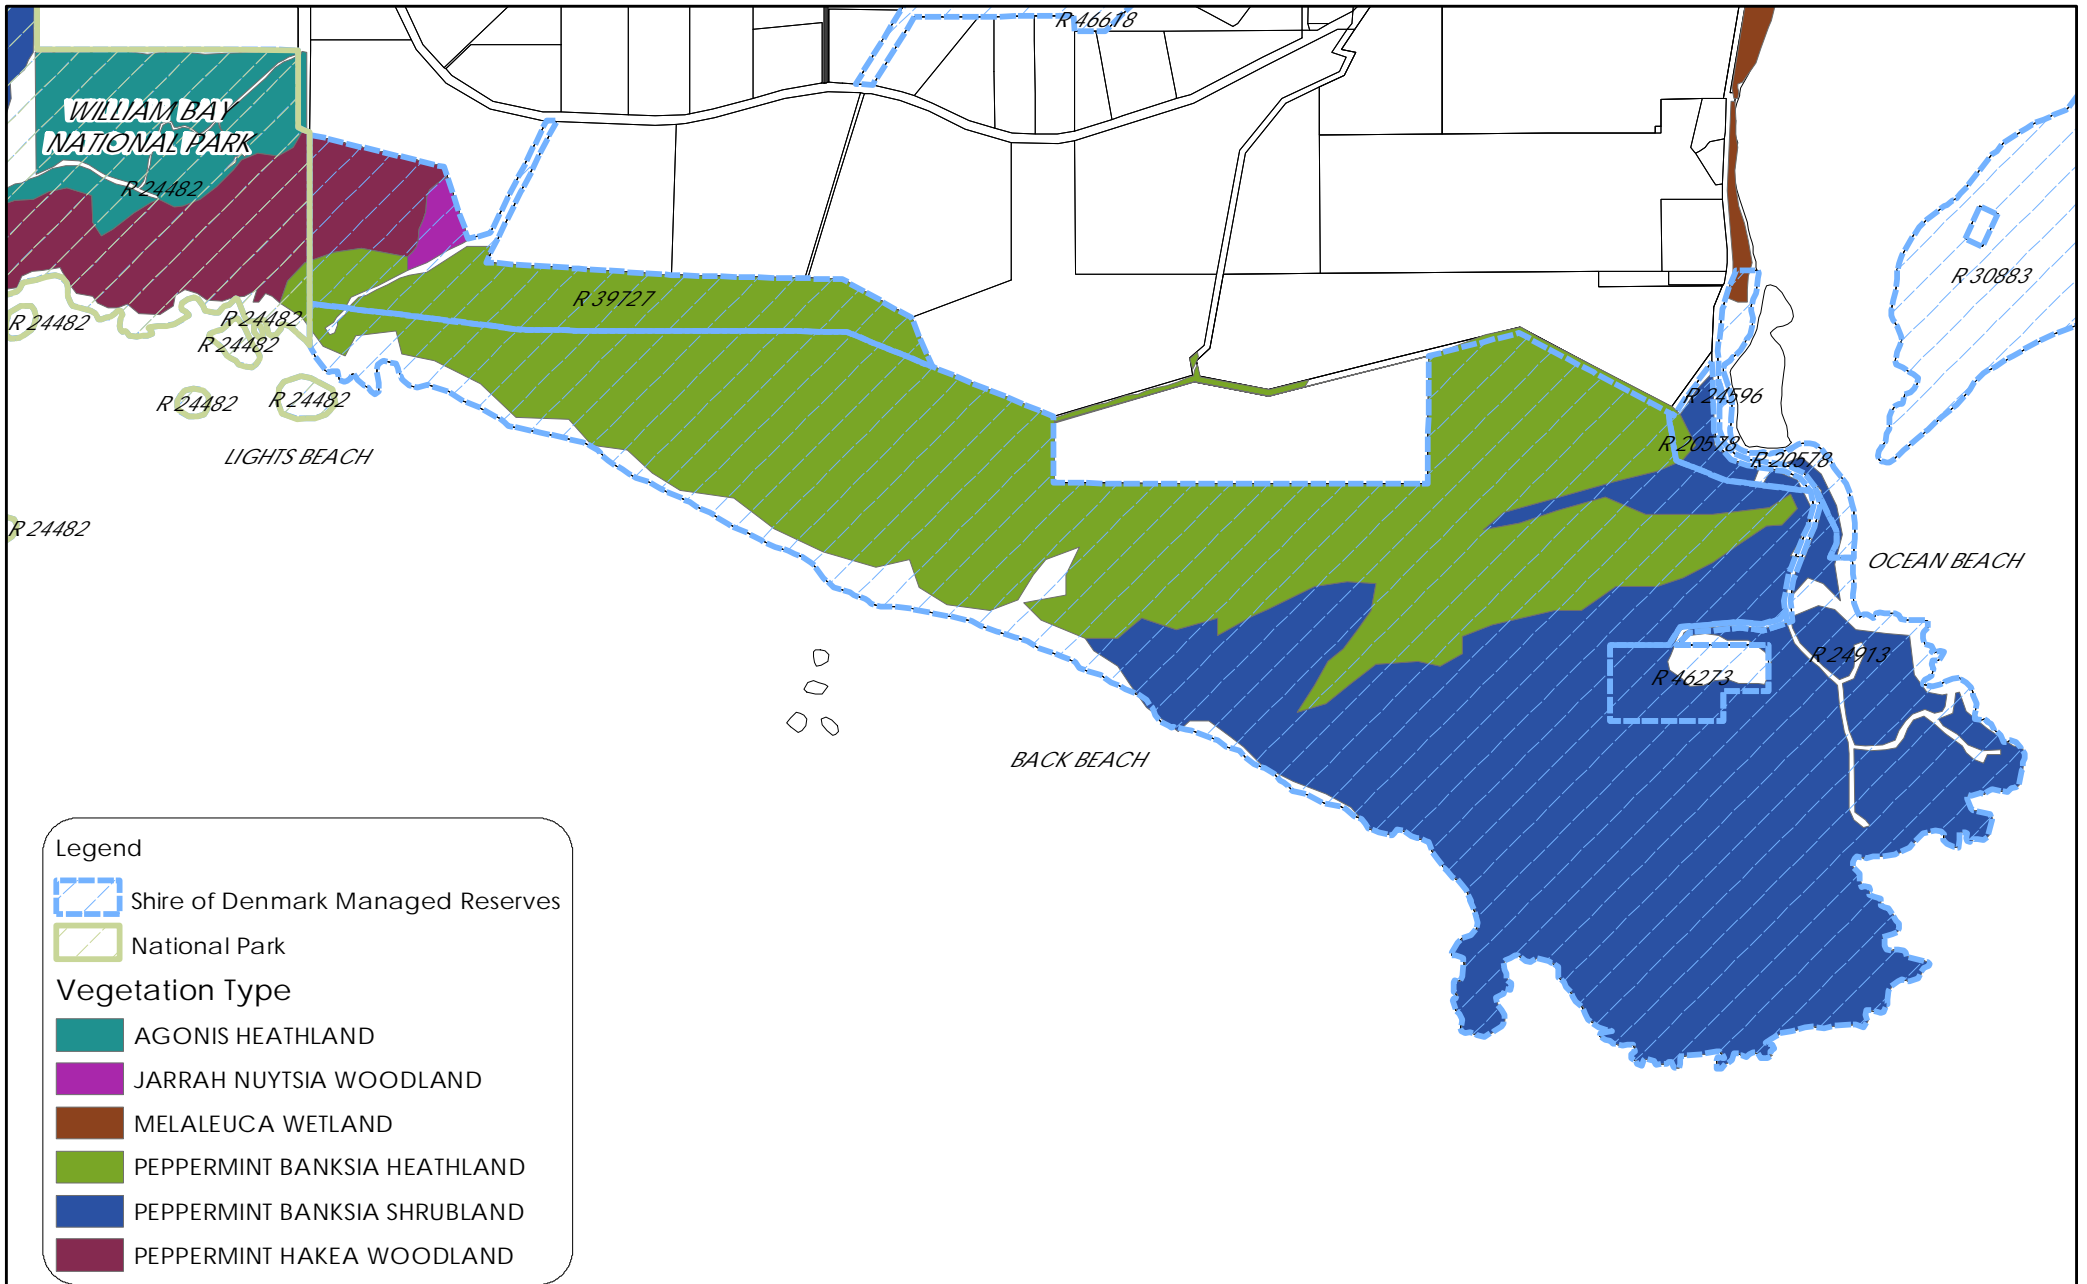 R 46618
WILLIAM BAY
NATIONAL PARK
R 24482
R 30883
R 39727
R 24482
R 24482
R 24482
R 24482
R 24482
R 24596
R 20578
R 20578
LIGHTS BEACH
R 24482
OCEAN BEACH
R 24913
R 46273
BACK BEACH
Legend
Shire of Denmark Managed Reserves
National Park
Vegetation Type
AGONIS HEATHLAND
JARRAH NUYTSIA WOODLAND
MELALEUCA WETLAND
PEPPERMINT BANKSIA HEATHLAND
PEPPERMINT BANKSIA SHRUBLAND
PEPPERMINT HAKEA WOODLAND